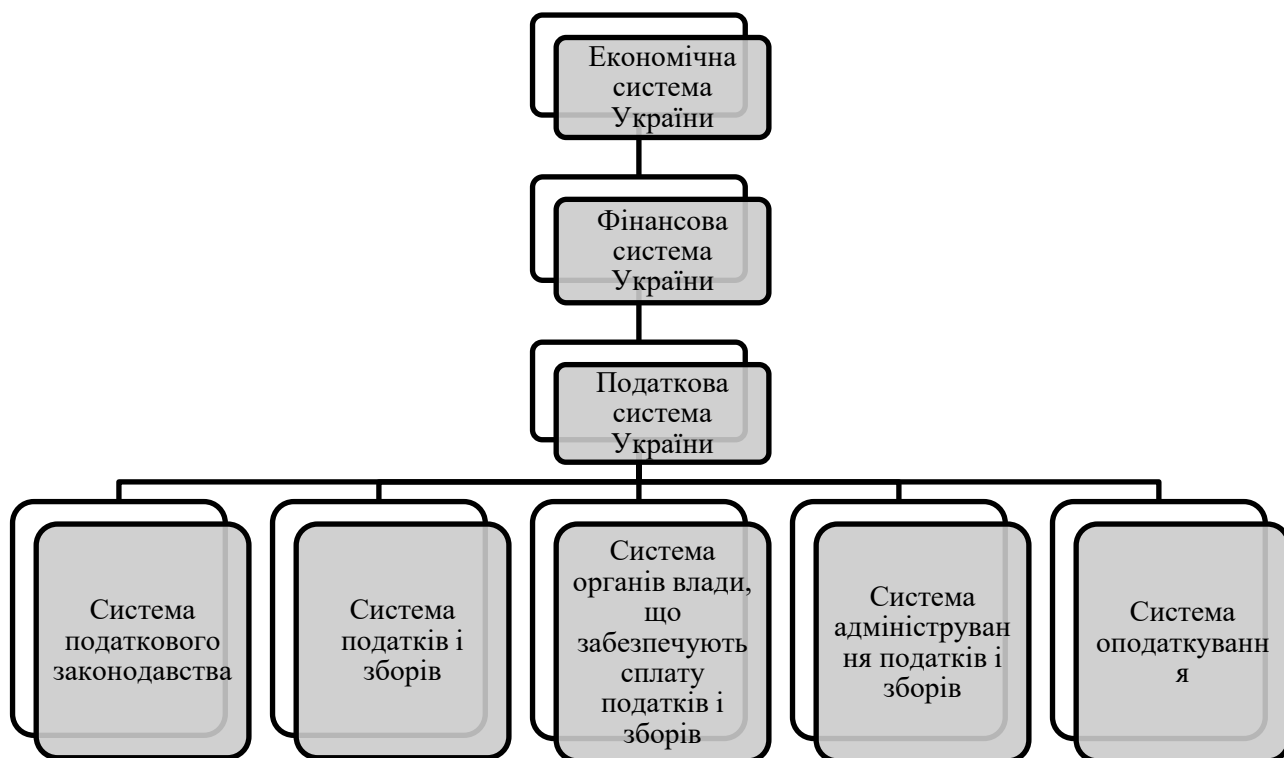 Економічна
система
України
Фінансова
система
України
Податкова
система
України
Система
податкового
законодавства
Система
податків і
зборів
Система
органів влади,
що
забезпечують
сплату
податків і
зборів
Система
адмініструван
ня податків і
зборів
Система
оподаткуванн
я